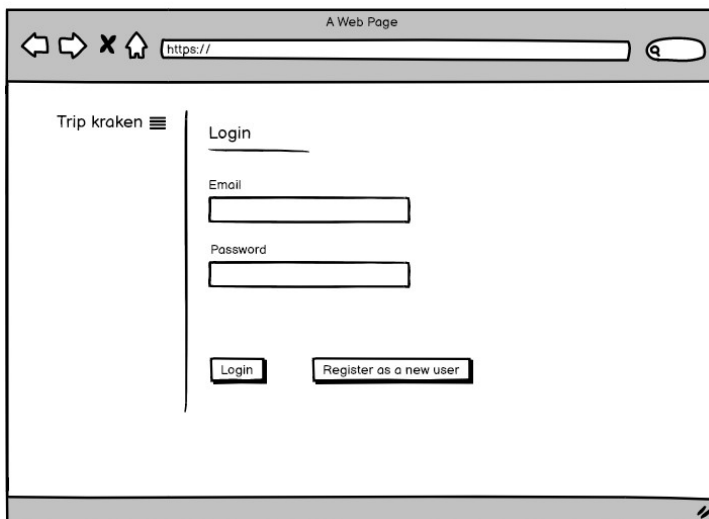 A Web Page
https://
Trip kraken
Login
Email
Password
Login
Register as a new user